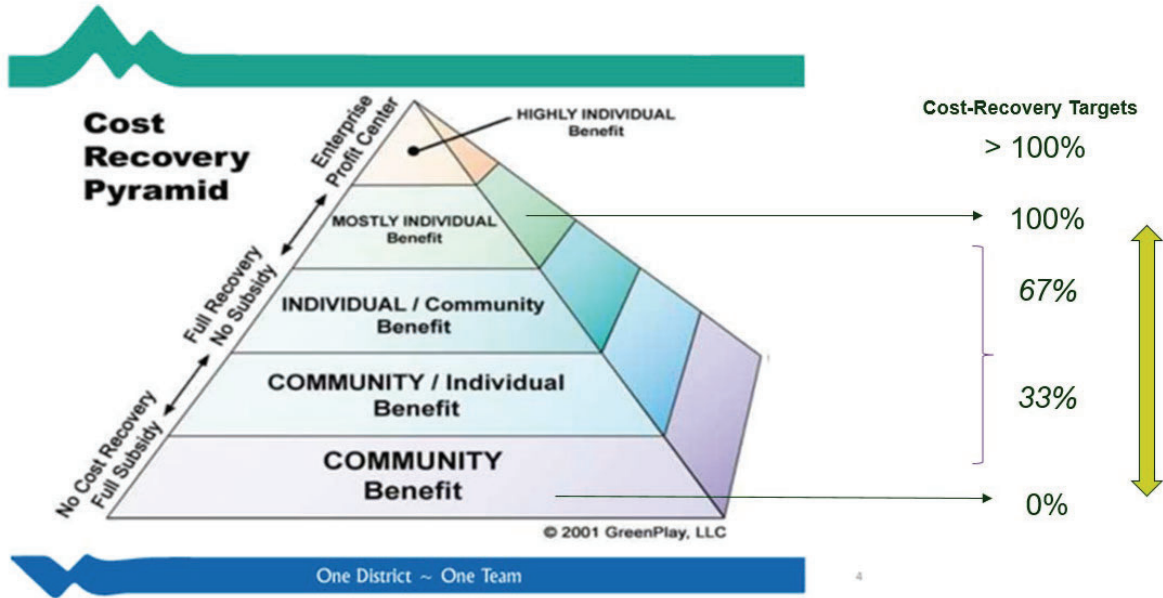 Cost
Recovery
Pyramid
Enterprise
Profit Center
Full Recovery
No Subsidy
No Cost Recovery
Full Subsidy
HIGHLY INDIVIDUAL
Benefit
MOSTLY INDIVIDUAL
Benefit
INDIVIDUAL / Community
Benefit
COMMUNITY / Individual
Benefit
COMMUNITY
Benefit
© 2001 GreenPlay, LLC
Cost-Recovery Targets
> 100%
100%
67%
33%
0%
One District ~ One Team
4